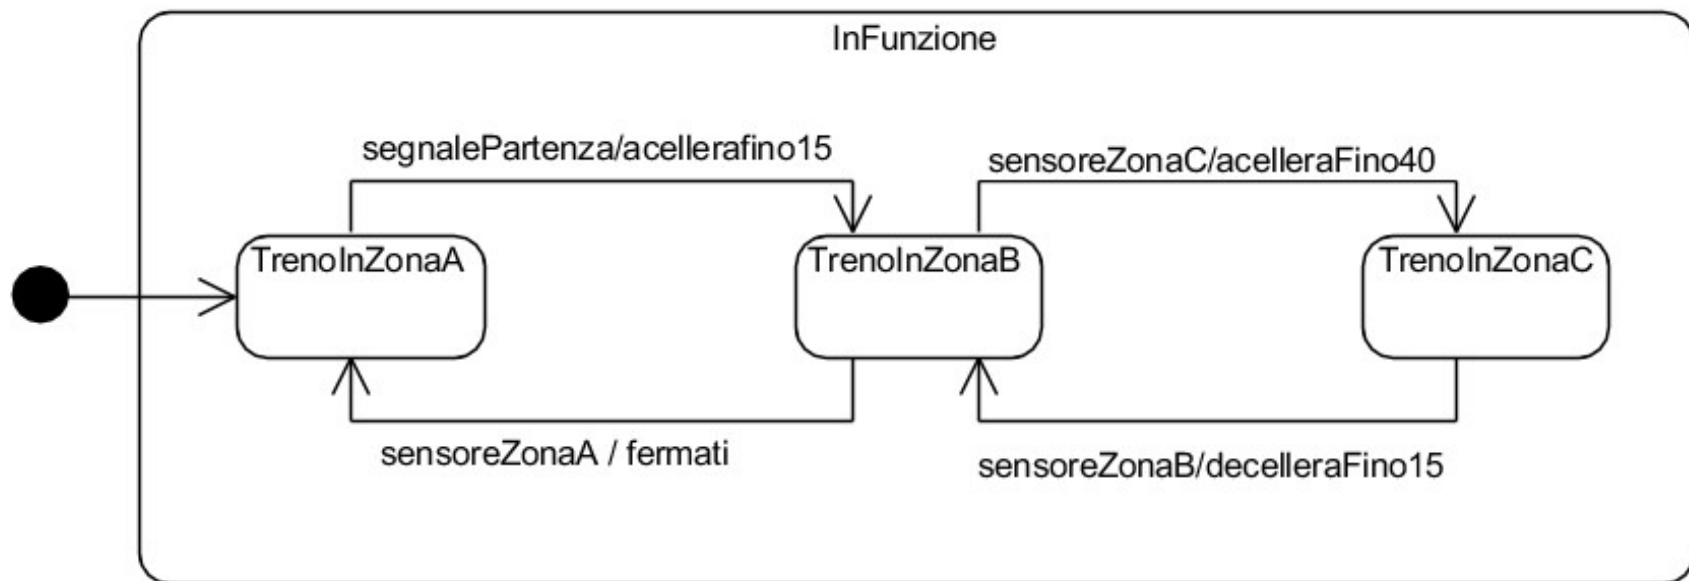 InFunzione
segnalePartenza/acellerafino15
sensoreZonaC/acelleraFino40
TrenoInZonaA
TrenoInZonaB
TrenoInZonaC
sensoreZonaA / fermati
sensoreZonaB/decelleraFino15